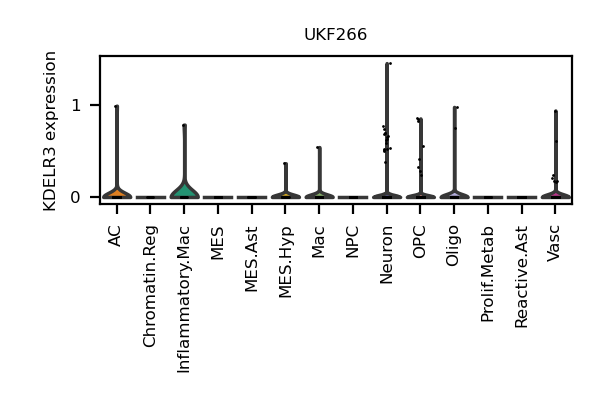 UKF266
KDELR3 expression
1
0
AC
Chromatin.Reg
Inflammatory.Mac
MES
MES.Ast
MES.Hyp
Mac
NPC
Neuron
OPC
Oligo
Prolif.Metab
Reactive.Ast
Vasc